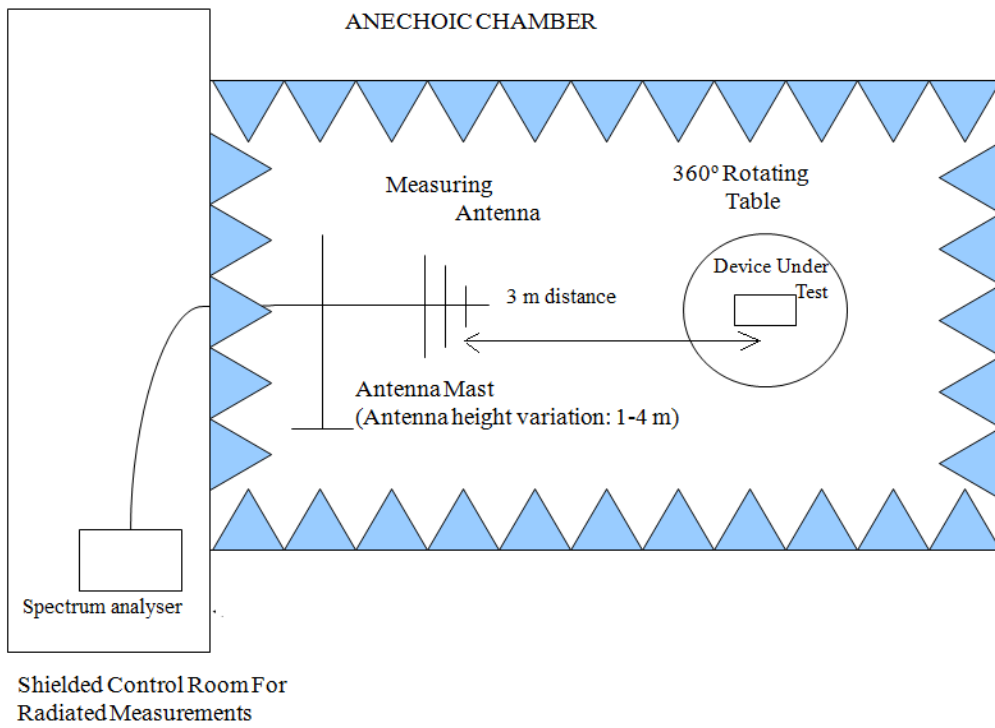 ANECHOIC CHAMBER
Measuring
Antenna
360º Rotating
Table
Device Under
Test
3 m distance
Antenna Mast
(Antenna height variation: 1-4 m)
Spectrum analyser
Shielded Control Room For
Radiated Measurements